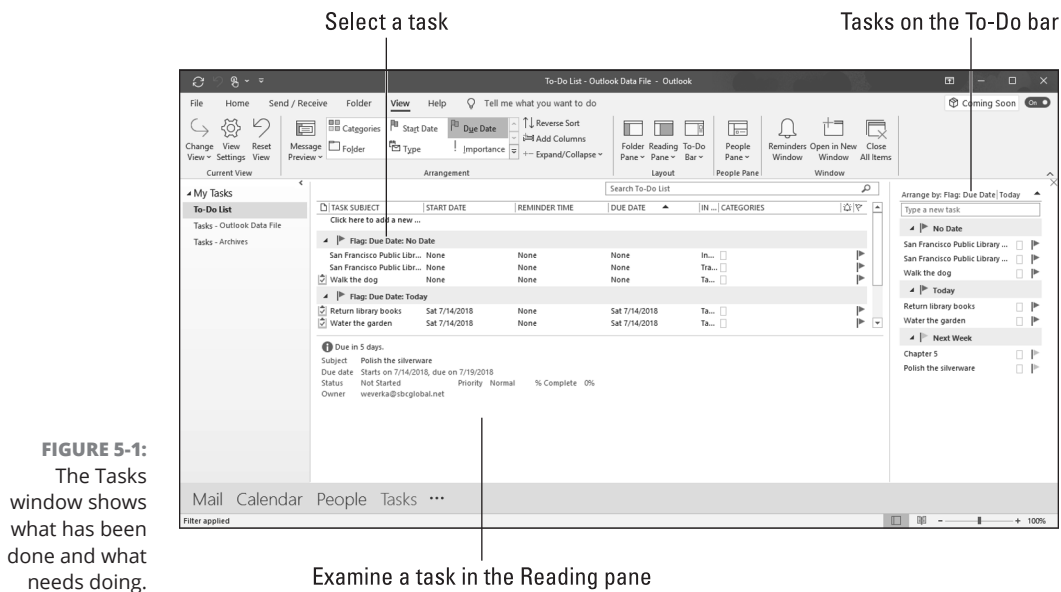 Select a task
Tasks on the To-Do bar
To-Do List - Outlook Data File - Outlook
File Home Send / Receive Folder View Help Tell me what you want to do Coming Soon On
Change View View Settings Reset View
Current View
Message Preview
Categories Start Date Due Date
Folder Type Importance
Reverse Sort
Add Columns
Expand/Collapse
Arrangement
Folder Pane Reading Pane To-Do Bar
Layout
People Pane
People Pane
Reminders Window Open in New Window Close All Items
Window
My Tasks
To-Do List
Tasks - Outlook Data File
Tasks - Archives
Search To-Do List
TASK SUBJECT START DATE REMINDER TIME DUE DATE IN ... CATEGORIES
Click here to add a new ...
Flag: Due Date: No Date
San Francisco Public Libr... None None None In...
San Francisco Public Libr... None None None Tra...
Walk the dog None None None Ta...
Flag: Due Date: Today
Return library books Sat 7/14/2018 None Sat 7/14/2018 Ta...
Water the garden Sat 7/14/2018 None Sat 7/14/2018 Ta...
Due in 5 days.
Subject Polish the silverware
Due date Starts on 7/14/2018, due on 7/19/2018
Status Not Started Priority Normal % Complete 0%
Owner weverka@sbcglobal.net
Arrange by: Flag: Due Date Today
Type a new task
No Date
San Francisco Public Library ...
San Francisco Public Library ...
Walk the dog
Today
Return library books
Water the garden
Next Week
Chapter 5
Polish the silverware
Mail Calendar People Tasks ...
Filter applied
100%
Examine a task in the Reading pane
FIGURE 5-1:
The Tasks
window shows
what has been
done and what
needs doing.